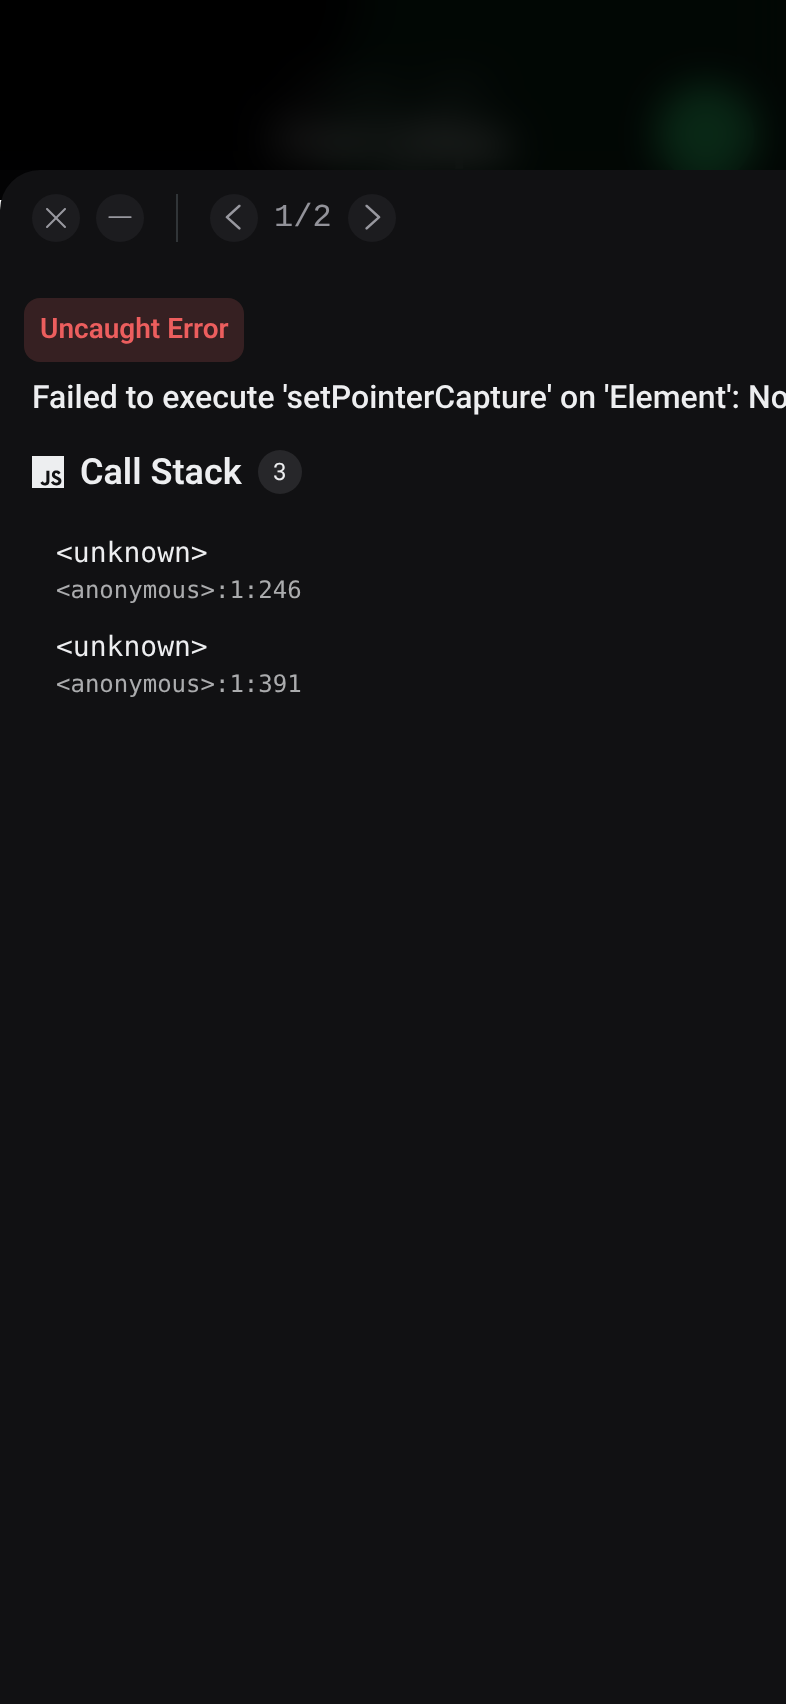 1/2
Uncaught Error
Failed to execute 'setPointerCapture' on 'Element': No
JS Call Stack 3
<unknown>
<anonymous>:1:246
<unknown>
<anonymous>:1:391